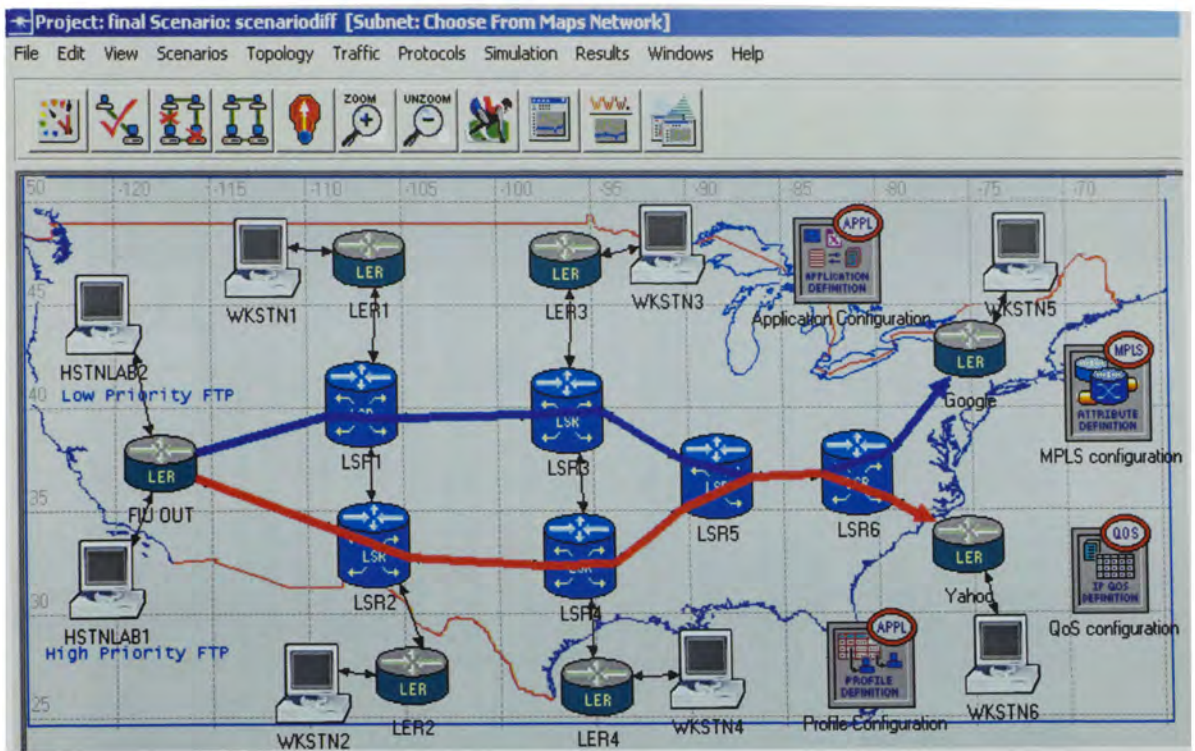 Project: final Scenario: scenariodiff [Subnet: Choose From Maps Network]
File Edit View Scenarios Topology Traffic Protocols Simulation Results Windows Help
ZOOM UNZOOM
50 -120 -115 -110 -105 -100 -95 -90 -85 -80 -75 -70
APPL
LER LER APPLICATION DEFINITION
45
WKSTN1 LER1 LER3 WKSTN3 WKSTN5
Application Configuration
LER
MPLS
HSTNLAB2
40 Low Priority FTP
Google
LSR LSR ATTRIBUTE DEFINITION
LSR1 LSR3 MPLS configuration
LER
LSR LSR
35
FIU OUT
LSR5 LSR6
QOS
LSR LSR LER IP QOS DEFINITION
LSR2 LSR4 Yahoo
30
HSTNLAB1 QoS configuration
High Priority FTP
APPL
LER LER PROFILE DEFINITION
25
WKSTN2 LER2 LER4 WKSTN4 Profile Configuration WKSTN6